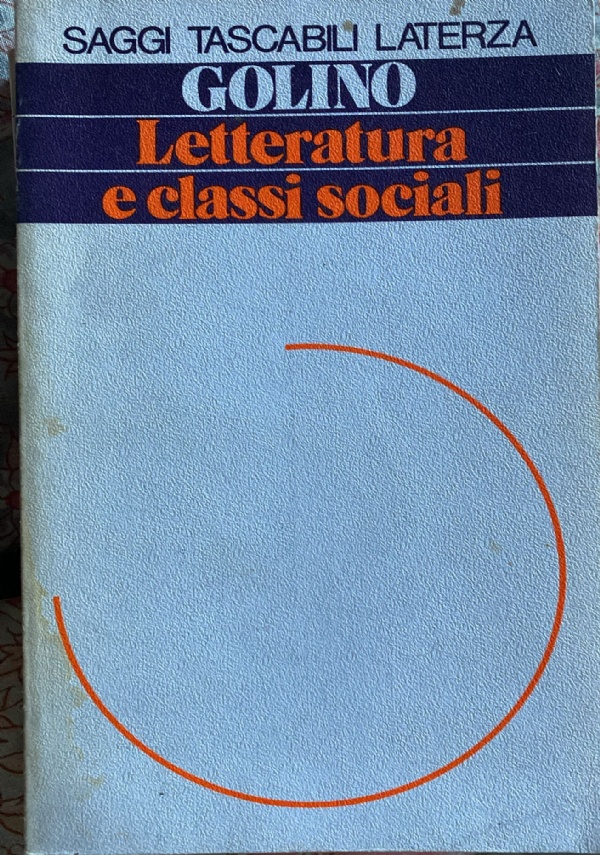 SAGGI TASCABILI LATERZA
GOLINO
Letteratura
e classi sociali